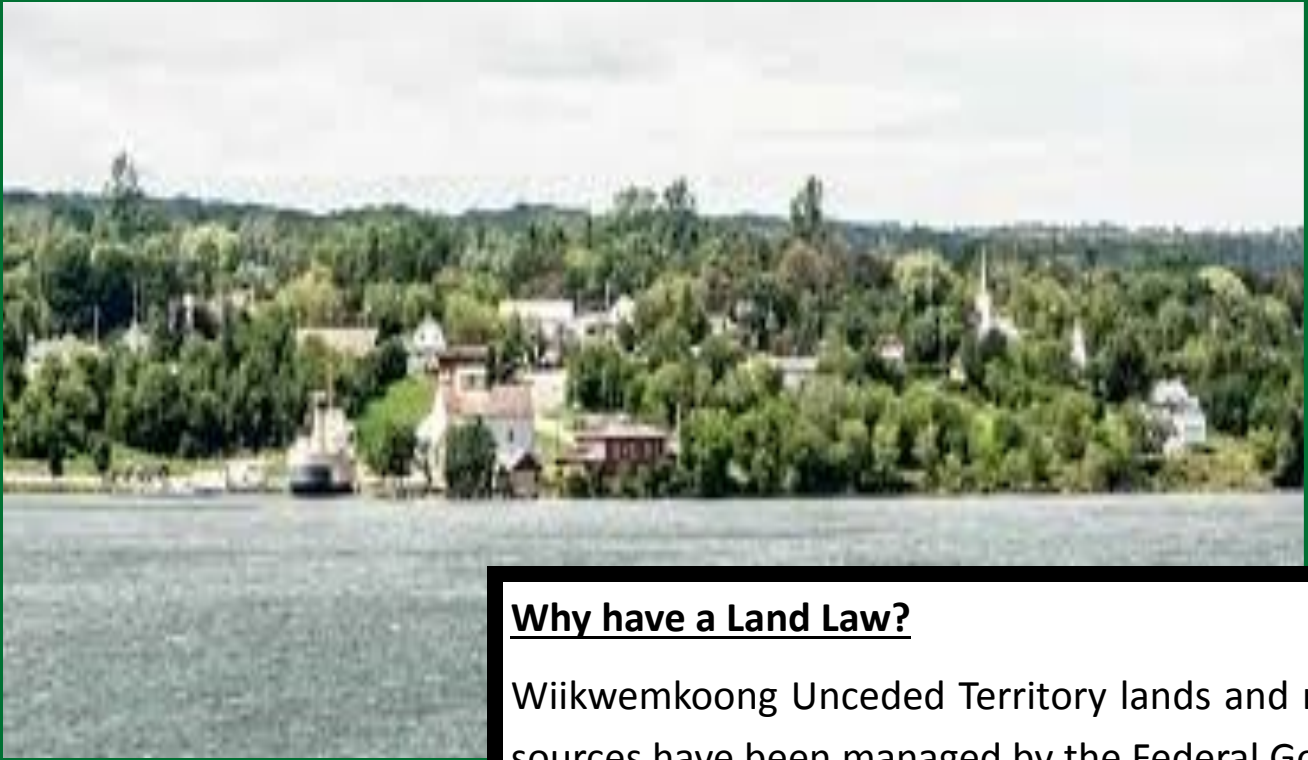 Why have a Land Law?
Wiikwemkoong Unceded Territory lands and
sources have been managed by the Federal